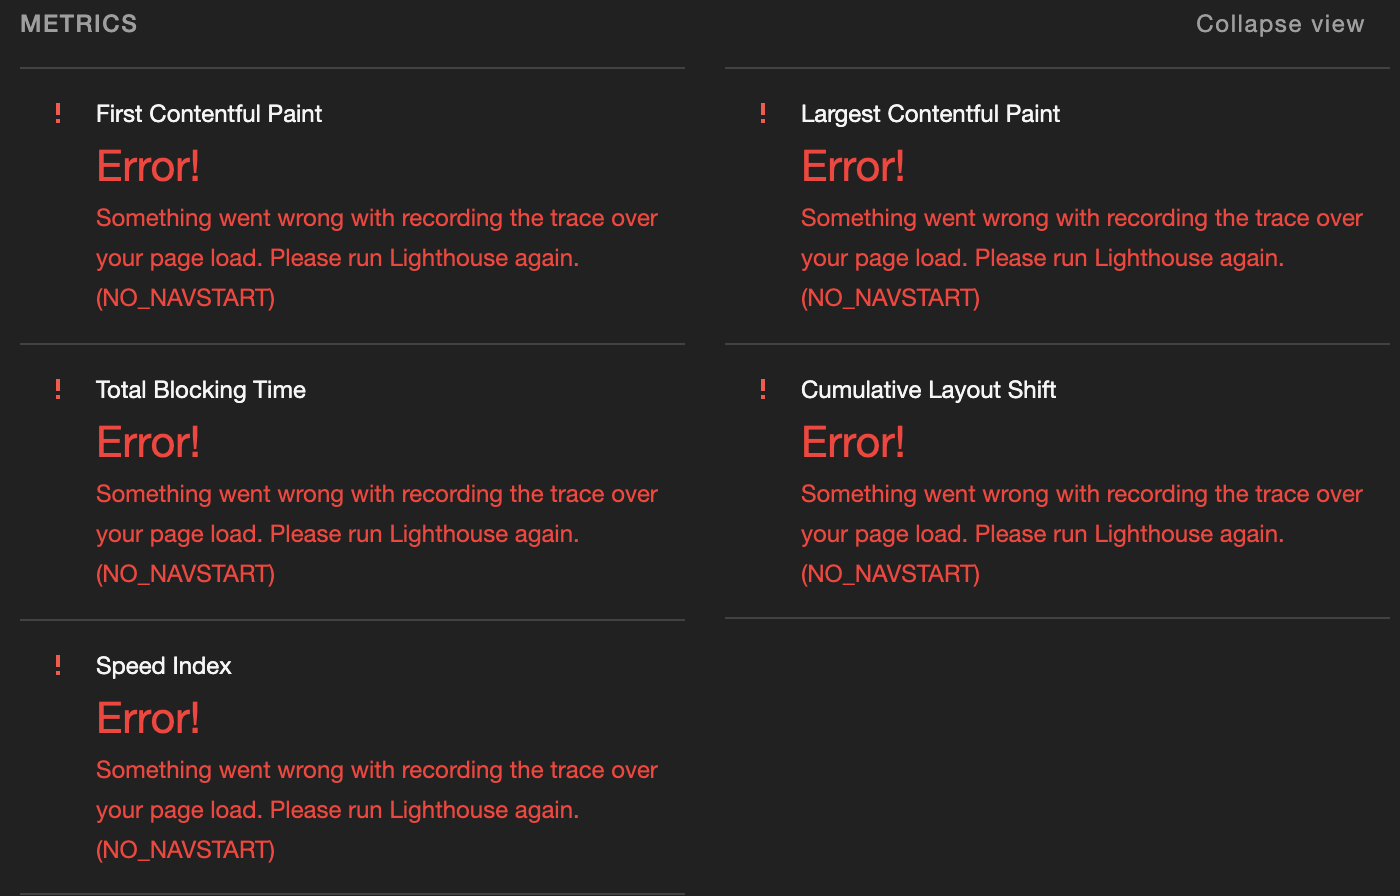 METRICS
Collapse view
! First Contentful Paint
Error!
Something went wrong with recording the trace over
your page load. Please run Lighthouse again.
(NO_NAVSTART)
! Largest Contentful Paint
Error!
Something went wrong with recording the trace over
your page load. Please run Lighthouse again.
(NO_NAVSTART)
! Total Blocking Time
Error!
Something went wrong with recording the trace over
your page load. Please run Lighthouse again.
(NO_NAVSTART)
! Cumulative Layout Shift
Error!
Something went wrong with recording the trace over
your page load. Please run Lighthouse again.
(NO_NAVSTART)
! Speed Index
Error!
Something went wrong with recording the trace over
your page load. Please run Lighthouse again.
(NO_NAVSTART)